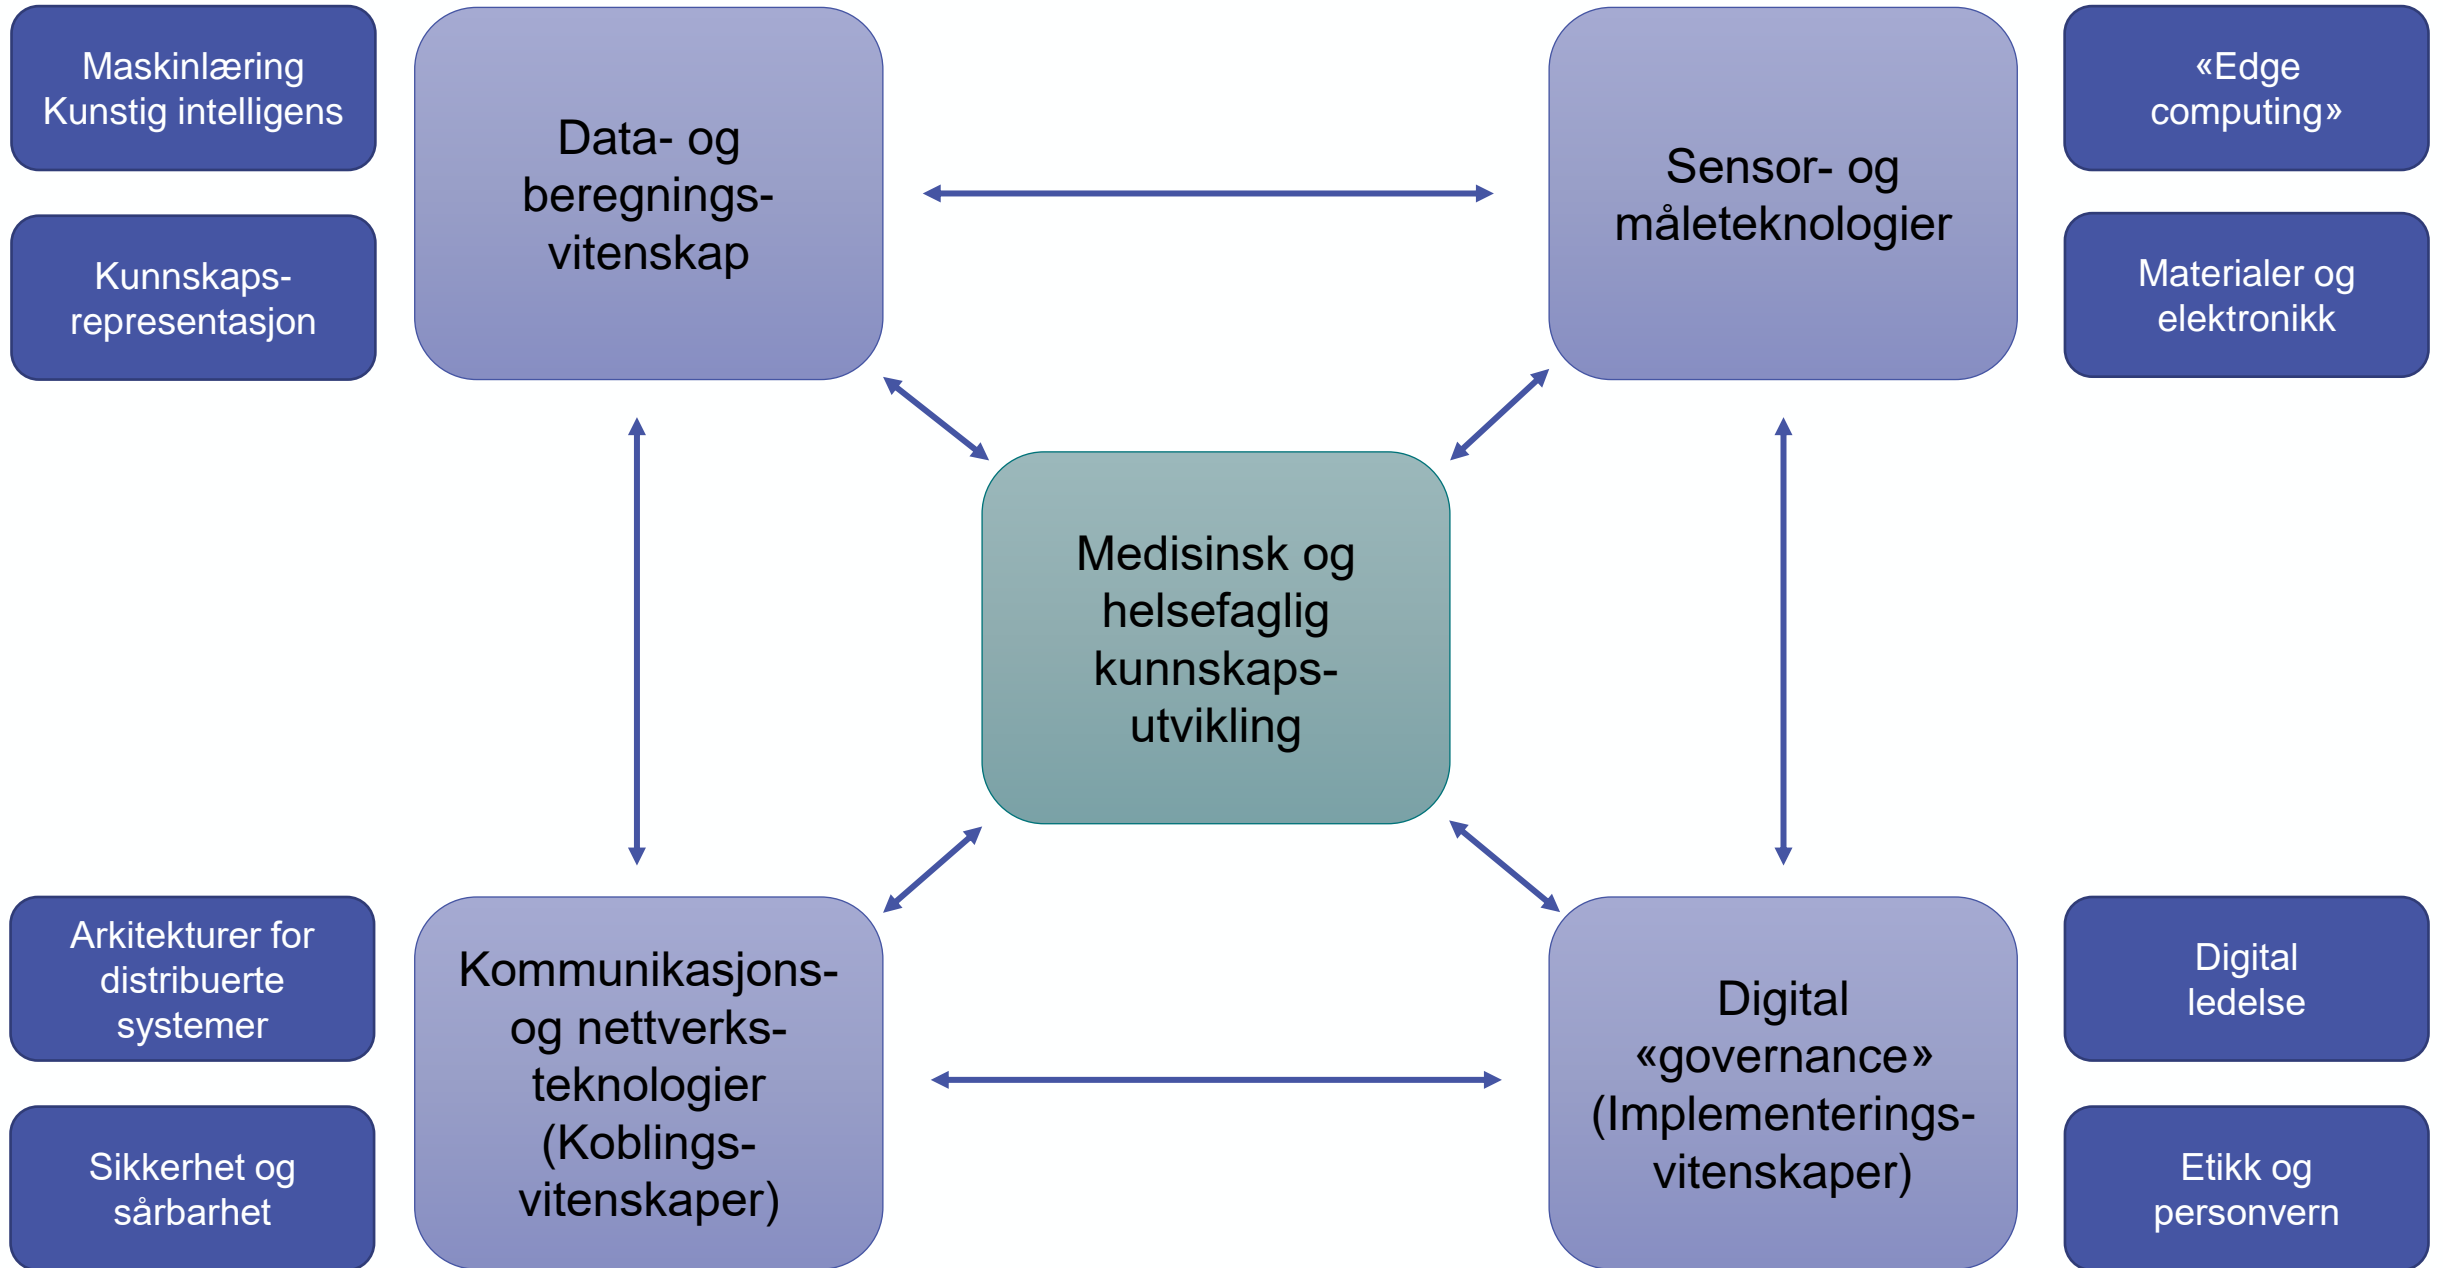 Maskinlæring
Kunstig intelligens
Kunnskaps-
representasjon
Data- og
beregnings-
vitenskap
Sensor- og
måleteknologier
«Edge
computing»
Materialer og
elektronikk
Medisinsk og
helsefaglig
kunnskaps-
utvikling
Arkitekturer for
distribuerte
systemer
Sikkerhet og
sårbarhet
Kommunikasjons-
og nettverks-
teknologier
(Koblings-
vitenskaper)
Digital
«governance»
(Implementerings-
vitenskaper)
Digital
ledelse
Etikk og
personvern